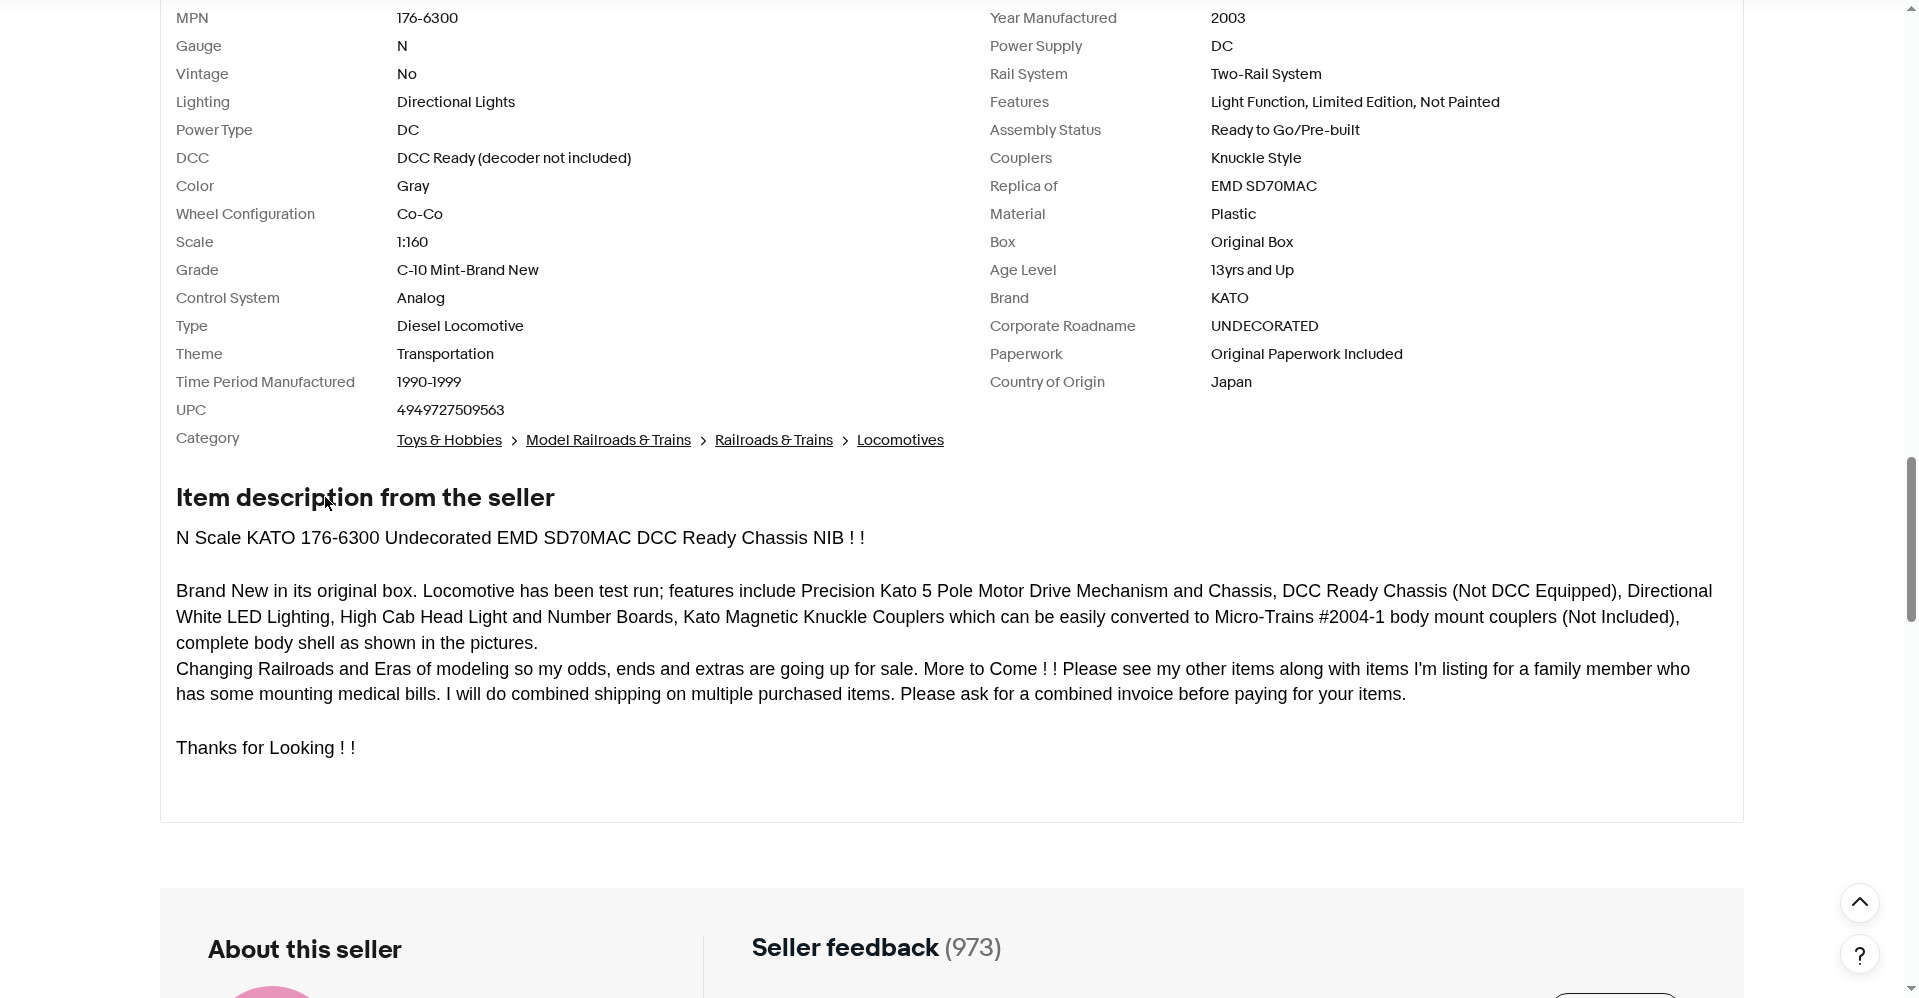 MPN 176-6300 Year Manufactured 2003
Gauge N Power Supply DC
Vintage No Rail System Two-Rail System
Lighting Directional Lights Features Light Function, Limited Edition, Not Painted
Power Type DC Assembly Status Ready to Go/Pre-built
DCC DCC Ready (decoder not included) Couplers Knuckle Style
Color Gray Replica of EMD SD70MAC
Wheel Configuration Co-Co Material Plastic
Scale 1:160 Box Original Box
Grade C-10 Mint-Brand New Age Level 13yrs and Up
Control System Analog Brand KATO
Type Diesel Locomotive Corporate Roadname UNDECORATED
Theme Transportation Paperwork Original Paperwork Included
Time Period Manufactured 1990-1999 Country of Origin Japan
UPC 4949727509563
Category Toys & Hobbies > Model Railroads & Trains > Railroads & Trains > Locomotives
Item description from the seller
N Scale KATO 176-6300 Undecorated EMD SD70MAC DCC Ready Chassis NIB ! !
Brand New in its original box. Locomotive has been test run; features include Precision Kato 5 Pole Motor Drive Mechanism and Chassis, DCC Ready Chassis (Not DCC Equipped), Directional
White LED Lighting, High Cab Head Light and Number Boards, Kato Magnetic Knuckle Couplers which can be easily converted to Micro-Trains #2004-1 body mount couplers (Not Included),
complete body shell as shown in the pictures.
Changing Railroads and Eras of modeling so my odds, ends and extras are going up for sale. More to Come ! ! Please see my other items along with items I'm listing for a family member who
has some mounting medical bills. I will do combined shipping on multiple purchased items. Please ask for a combined invoice before paying for your items.
Thanks for Looking ! !
About this seller
Seller feedback (973)
?